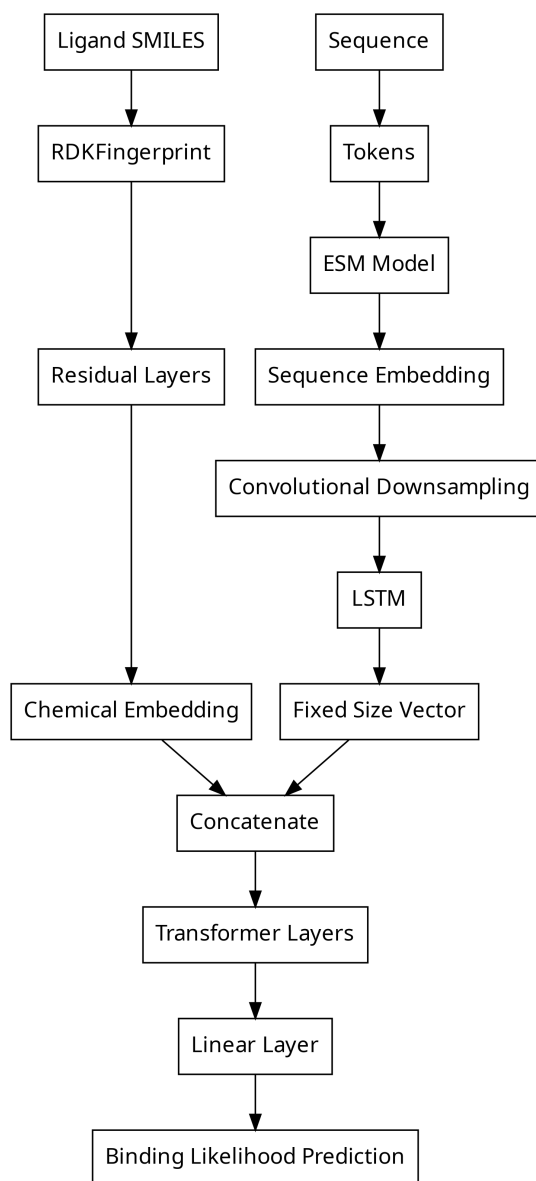 Ligand SMILES
Sequence
RDKFingerprint
Tokens
ESM Model
Residual Layers
Sequence Embedding
Convolutional Downsampling
LSTM
Chemical Embedding
Fixed Size Vector
Concatenate
Transformer Layers
Linear Layer
Binding Likelihood Prediction